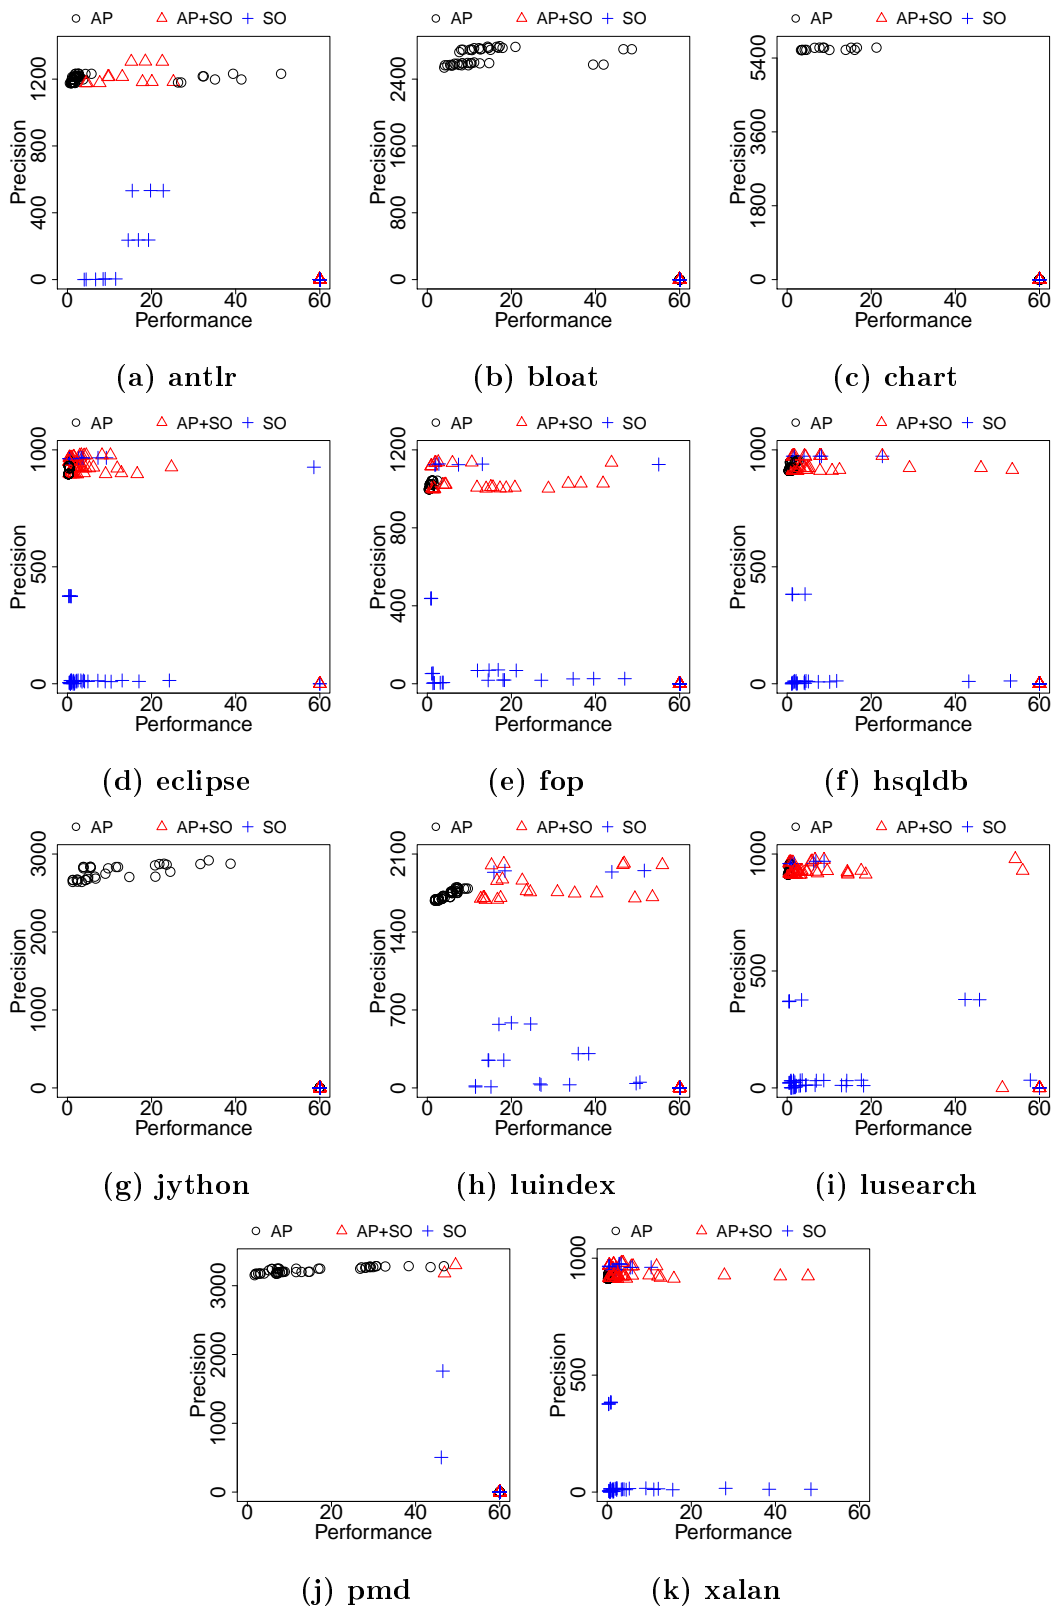 AP AP+SO SO AP AP+SO SO AP AP+SO SO
Precision 0 400 800 1200 Precision 0 800 1600 2400 Precision 0 1800 3600 5400
0 20 40 60 0 20 40 60 0 20 40 60
Performance Performance Performance
(a) antlr (b) bloat (c) chart
AP AP+SO SO AP AP+SO SO AP AP+SO SO
Precision 0 500 1000 Precision 0 400 800 1200 Precision 0 500 1000
0 20 40 60 0 20 40 60 0 20 40 60
Performance Performance Performance
(d) eclipse (e) fop (f) hsqldb
AP AP+SO SO AP AP+SO SO AP AP+SO SO
Precision 0 1000 2000 3000 Precision 0 700 1400 2100 Precision 0 500 1000
0 20 40 60 0 20 40 60 0 20 40 60
Performance Performance Performance
(g) jython (h) luindex (i) lusearch
AP AP+SO SO AP AP+SO SO
Precision 0 1000 2000 3000 Precision 0 500 1000
0 20 40 60 0 20 40 60
Performance Performance
(j) pmd (k) xalan